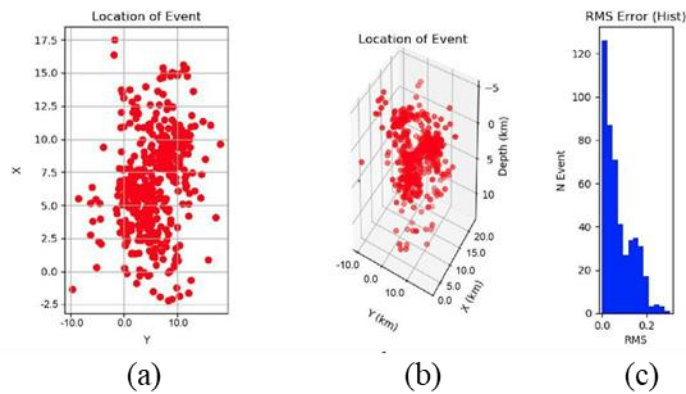 Location of Event
17.5
15.0
12.5
10.0
7.5
5.0
2.5
0.0
-2.5
X
-10.0 0.0 10.0
Y
Location of Event
-5
0
5
10
Depth (km)
-10.0
0.0
10.0
Y (km)
20.0
15.0
10.0
5.0
0.0
X (km)
RMS Error (Hist)
120
100
80
60
40
20
0
N Event
0.0 0.2
RMS
(a) (b) (c)